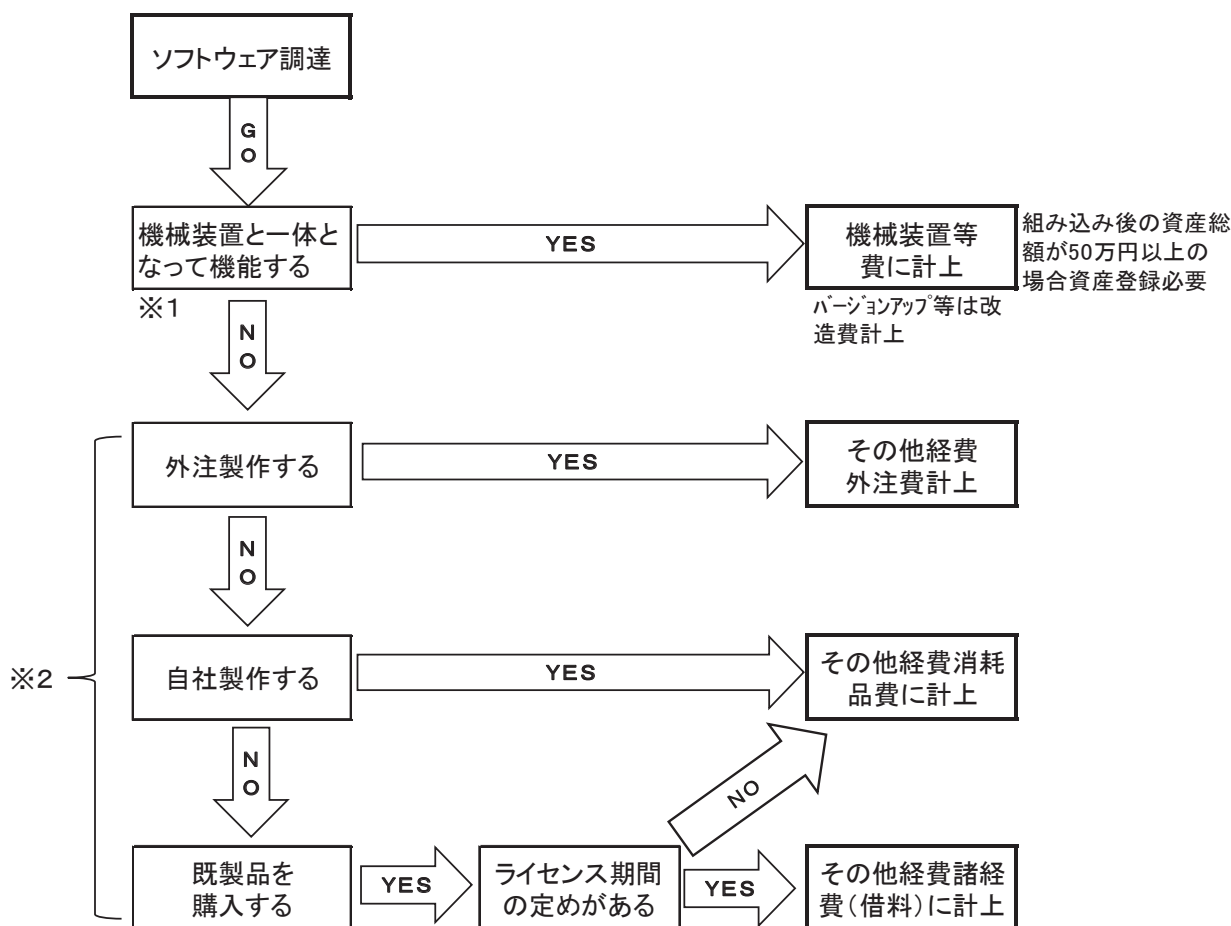 ソフトウェア調達
G
O
機械装置と一体と
なって機能する
※1
YES
機械装置等
費に計上
組み込み後の資産総
額が50万円以上の
場合資産登録必要
バージョンアップ等は改
造費計上
N
O
外注製作する
YES
その他経費
外注費計上
N
O
※2
自社製作する
YES
その他経費消耗
品費に計上
N
O
NO
既製品を
購入する
YES
ライセンス期間
の定めがある
YES
その他経費諸経
費(借料)に計上